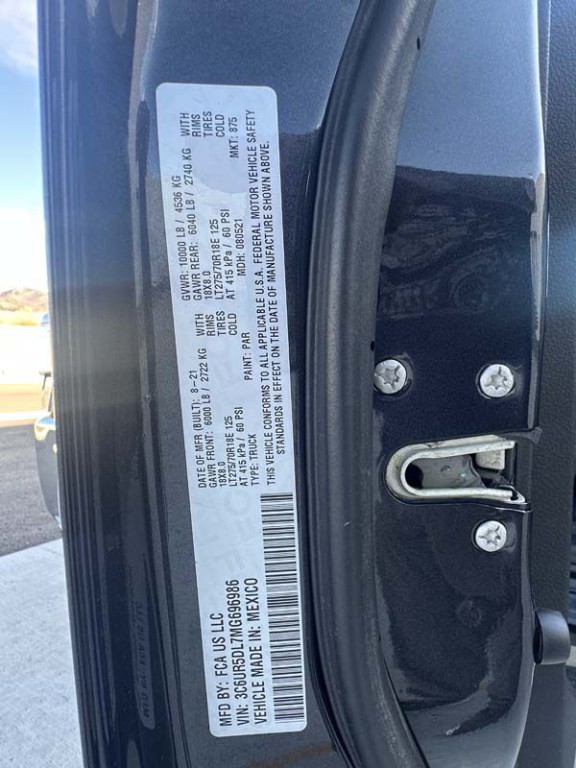 MFD BY: FCA US LLC
VIN: 3C6UR5DL7MG696986
VEHICLE MADE IN: MEXICO
DATE OF MFR (BUILT): 8-21
GVWR: 10000 LB / 4536 KG
GAWR FRONT: 6000 LB / 2722 KG WITH
GAWR REAR: 6040 LB / 2740 KG WITH
18X8.0 RIMS
18X8.0 RIMS
LT275/70R18E 125 TIRES
LT275/70R18E 125 TIRES
AT 415 kPa / 60 PSI COLD
AT 415 kPa / 60 PSI COLD
TYPE: TRUCK PAINT: PAR MDH: 080521 MKT: 875
THIS VEHICLE CONFORMS TO ALL APPLICABLE U.S.A. FEDERAL MOTOR VEHICLE SAFETY
STANDARDS IN EFFECT ON THE DATE OF MANUFACTURE SHOWN ABOVE.